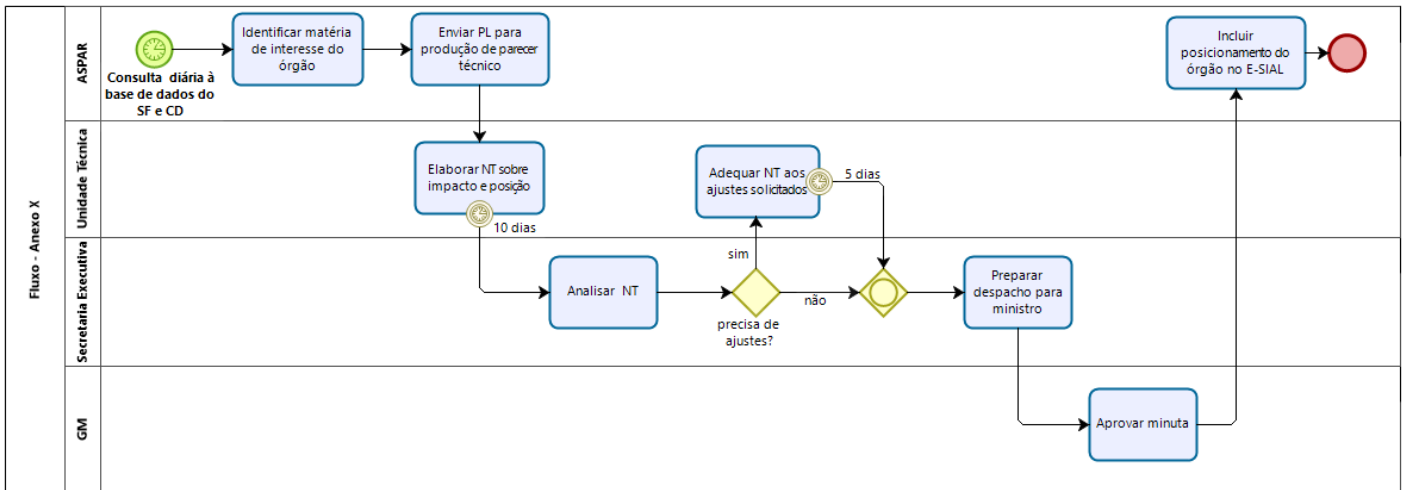 Fluxo - Anexo X
ASPAR
Consulta diária à
base de dados do
SF e CD
Identificar matéria
de interesse do
órgão
Enviar PL para
produção de parecer
técnico
Incluir
posicionamento do
órgão no E-SIAL
Unidade Técnica
Elaborar NT sobre
impacto e posição
10 dias
Adequar NT aos
ajustes solicitados
5 dias
Secretaria Executiva
Analisar NT
sim
precisa de
ajustes?
não
Preparar
despacho para
ministro
GM
Aprovar minuta